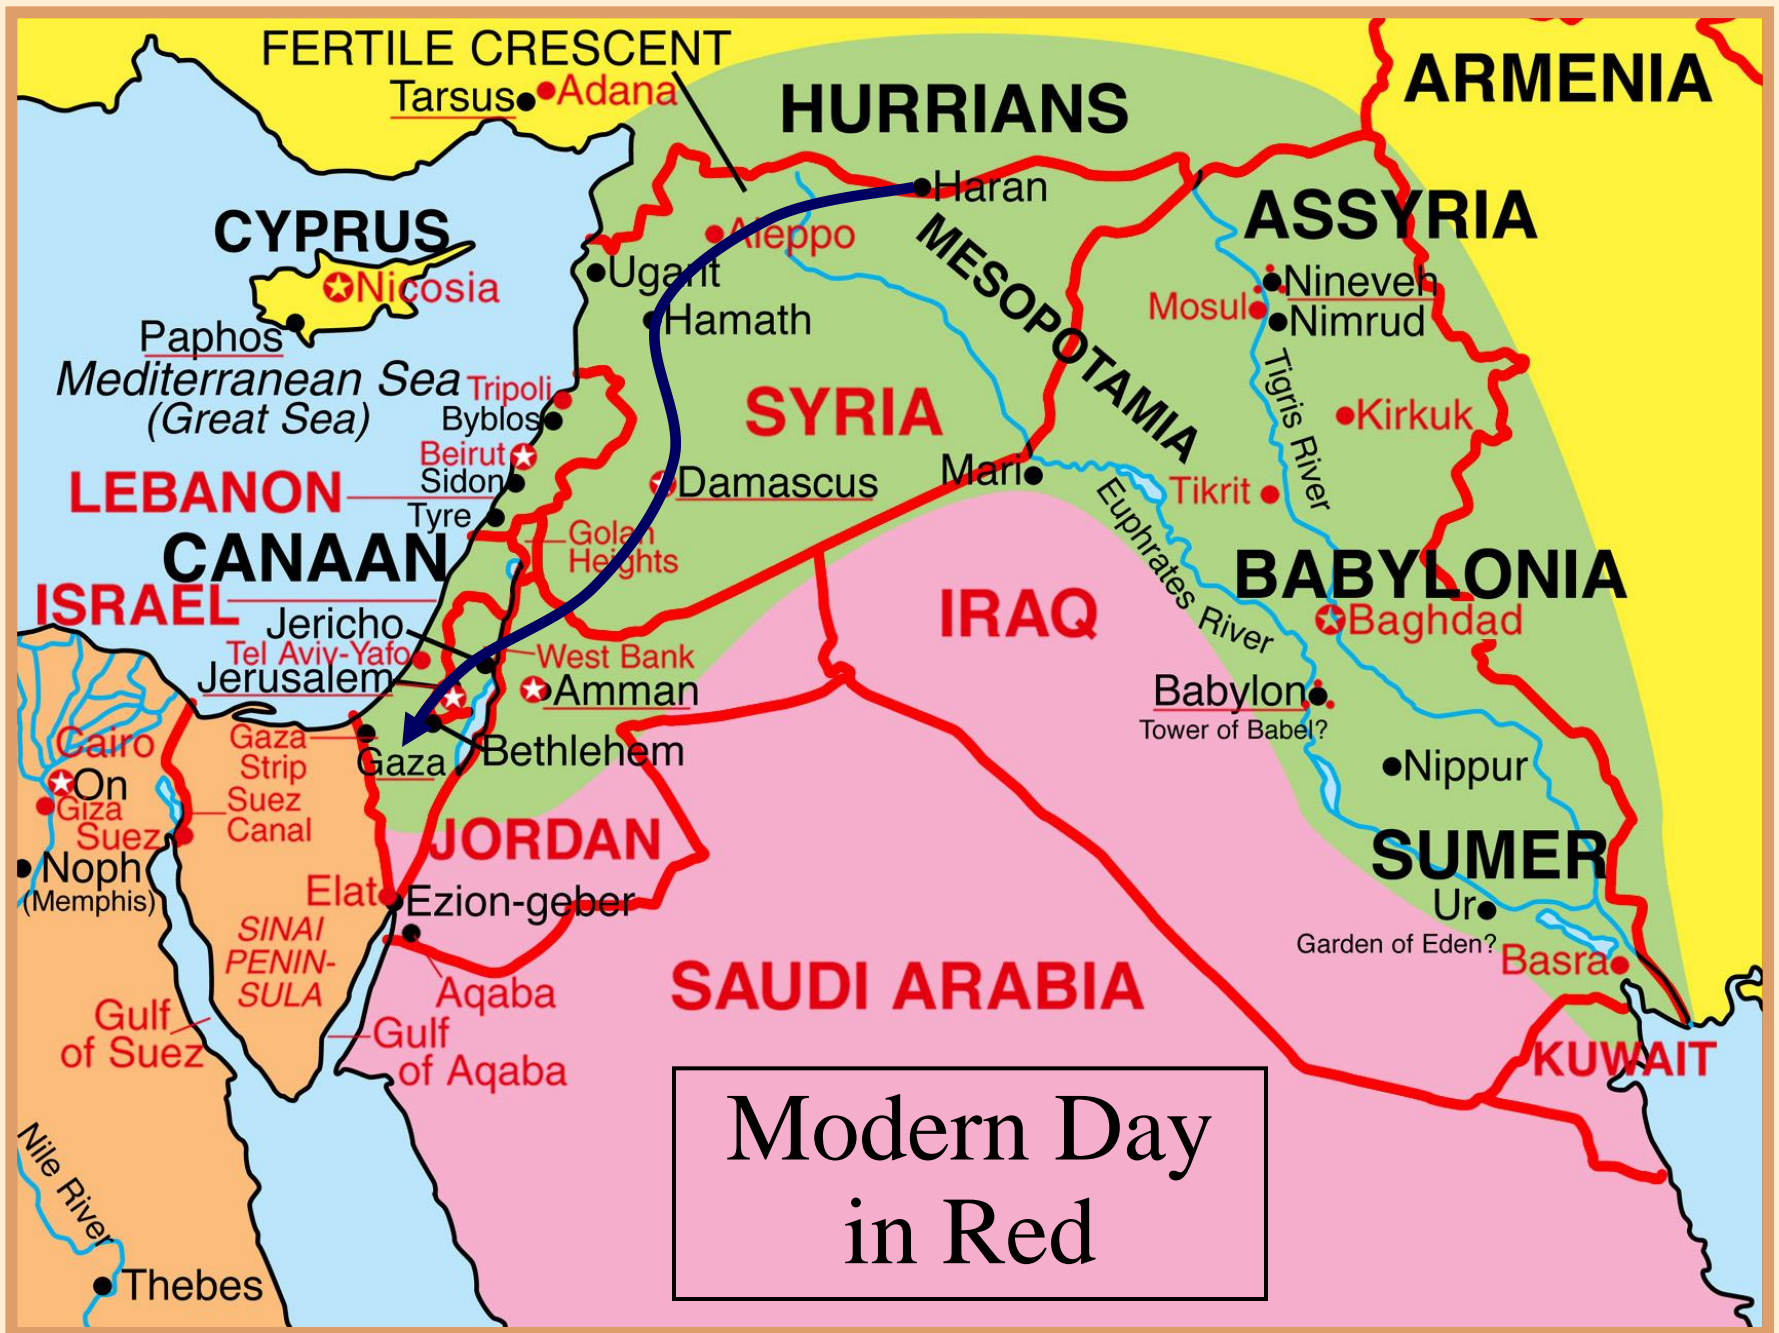 FERTILE CRESCENT
Tarsus
Adana
HURRIANS
ARMENIA
Haran
CYPRUS
Nicosia
Aleppo
ASSYRIA
MESOPOTAMIA
Ugarit
Nineveh
Mosul
Nimrud
Hamath
Paphos
Mediterranean Sea
(Great Sea)
Tripoli
Byblos
SYRIA
Tigris River
Kirkuk
Beirut
Sidon
LEBANON
Damascus
Mari
Tikrit
Tyre
Euphrates River
CANAAN
Golan
Heights
BABYLONIA
ISRAEL
Jericho
IRAQ
Baghdad
Tel Aviv-Yafo
West Bank
Jerusalem
Amman
Babylon
Tower of Babel?
Cairo
Gaza
Strip
Gaza
Bethlehem
Nippur
On
Giza
Suez
Suez
Canal
JORDAN
SUMER
Noph
(Memphis)
Elat
Ezion-geber
Ur
Garden of Eden?
SINAI
PENIN-
SULA
Basra
Aqaba
SAUDI ARABIA
Gulf
of Suez
Gulf
of Aqaba
KUWAIT
Modern Day
in Red
Nile River
Thebes